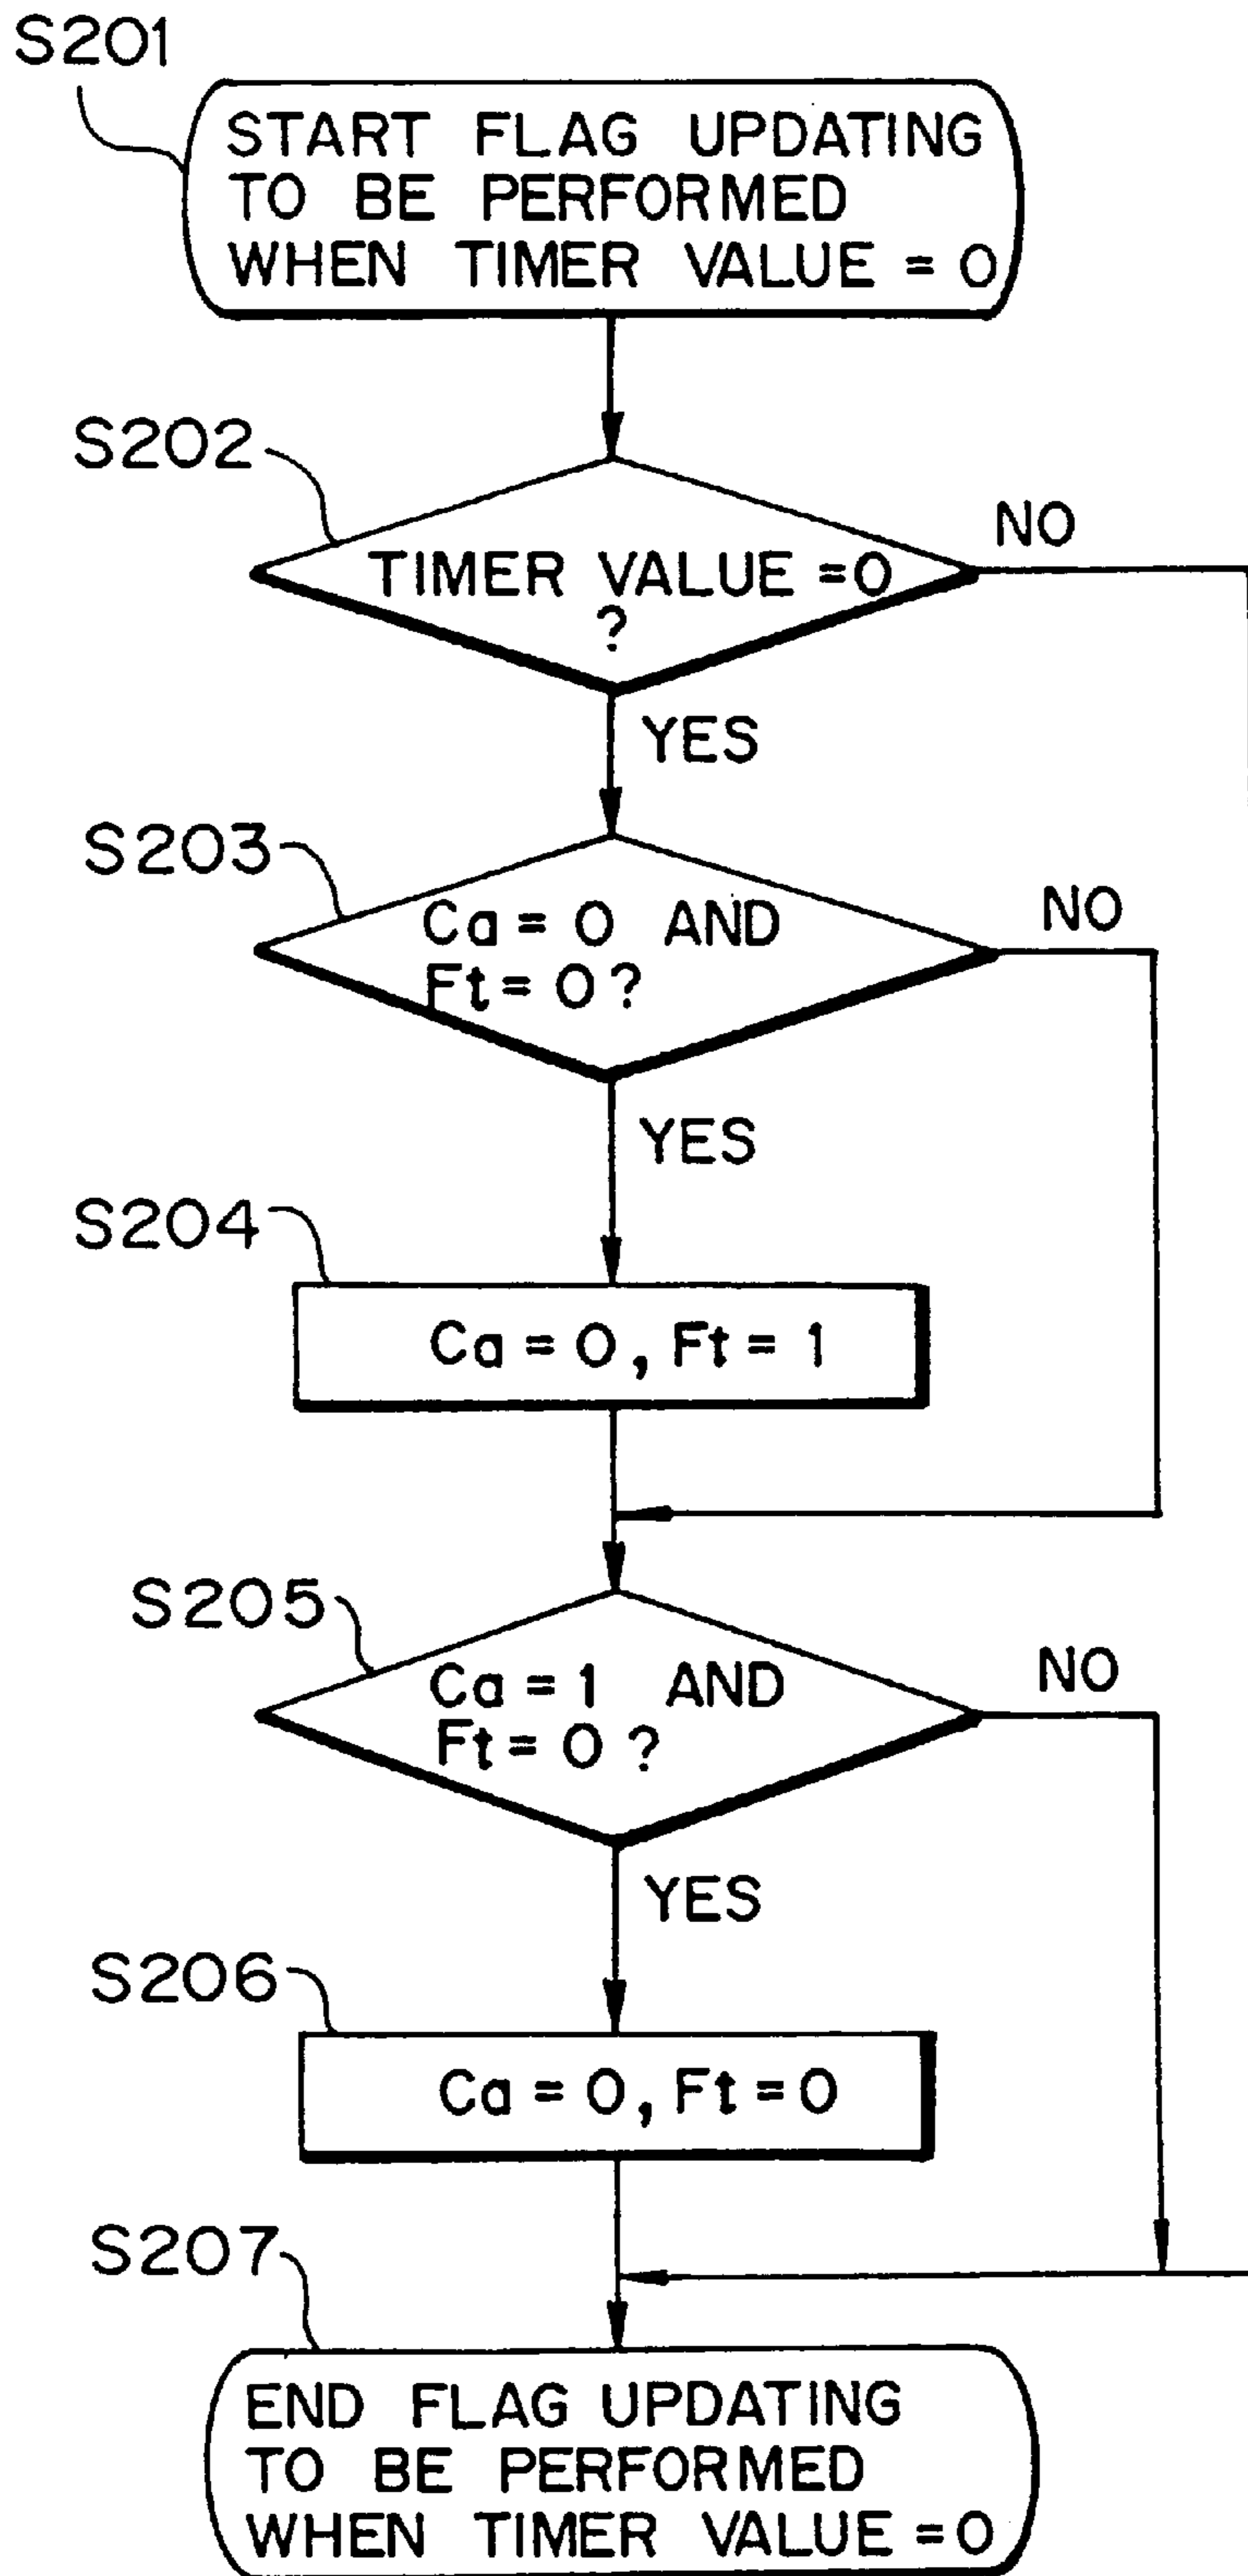 S201
START FLAG UPDATING
TO BE PERFORMED
WHEN TIMER VALUE = 0
S202
TIMER VALUE = 0
?
NO
YES
S203
Ca = 0 AND
Ft = 0 ?
NO
YES
S204
Ca = 0, Ft = 1
S205
Ca = 1 AND
Ft = 0 ?
NO
YES
S206
Ca = 0, Ft = 0
S207
END FLAG UPDATING
TO BE PERFORMED
WHEN TIMER VALUE = 0